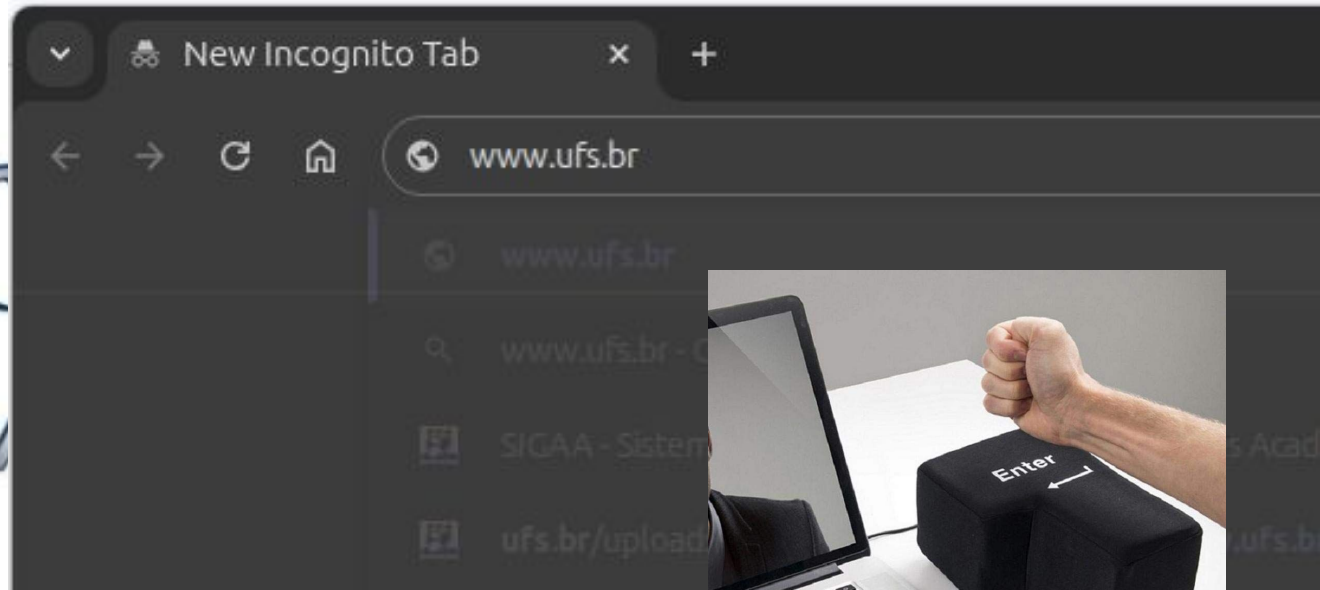 New Incognito Tab
www.ufs.br
www.ufs.br
www.ufs.br -
SIGAA - Sistem
s Acad
ufs.br/upload
.ufs.b
Enter